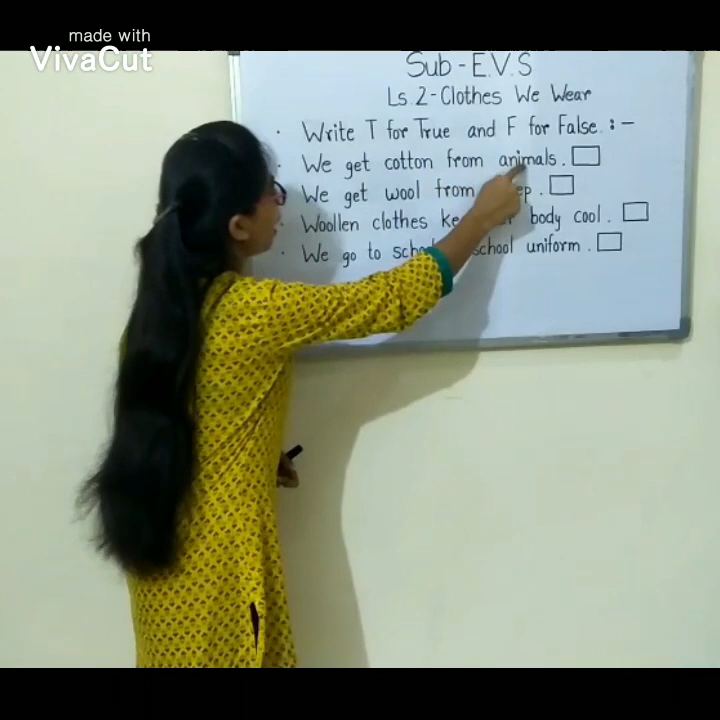 made with
VivaCut
Sub - E.V.S
Ls. 2 - Clothes We Wear
· Write T for True and F for False. :-
· We get cotton from animals.
We get wool from ep.
· Woollen clothes ke r body cool.
· We go to sch school uniform.